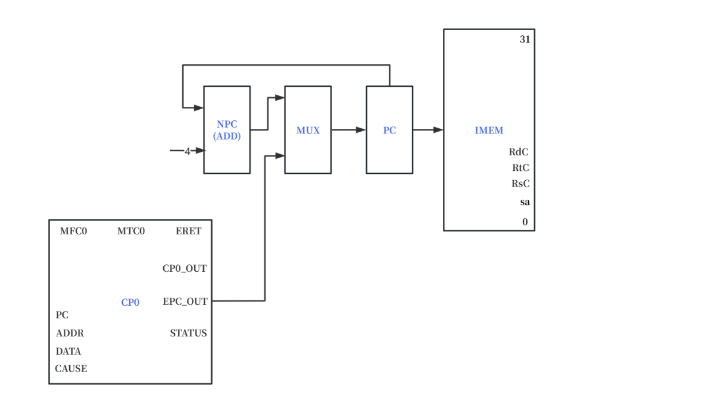 31
NPC
(ADD)
MUX
PC
IMEM
4
RdC
RtC
RsC
sa
0
MFC0 MTC0 ERET
CP0_OUT
CP0
EPC_OUT
PC
ADDR
STATUS
DATA
CAUSE